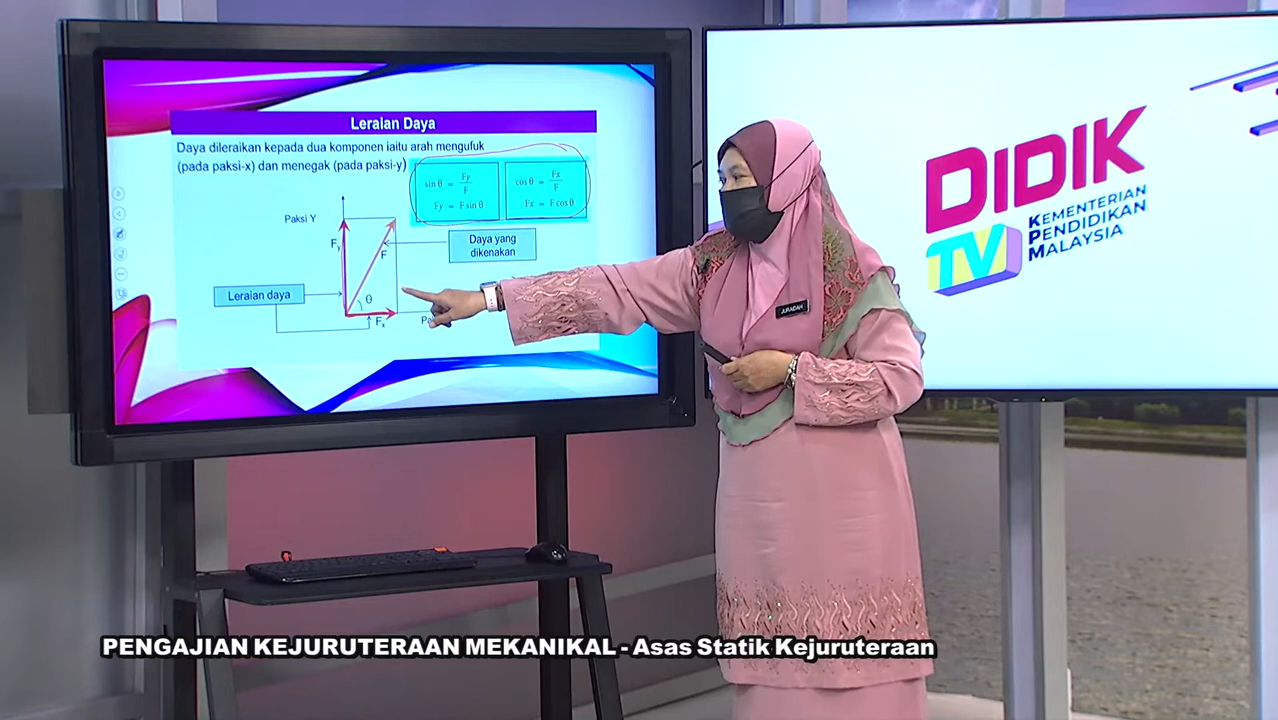 Leraian Daya
Daya dileraikan kepada dua komponen iaitu arah mengufuk
(pada paksi-x) dan menegak (pada paksi-y)
sin θ = Fy/F
Fy = F sin θ
cos θ = Fx/F
Fx = F cos θ
Paksi Y
Fy
F
Daya yang
dikenakan
Leraian daya
θ
Fx
DIDIK
TV
KEMENTERIAN
PENDIDIKAN
MALAYSIA
JURAIDAH
PENGAJIAN KEJURUTERAAN MEKANIKAL - Asas Statik Kejuruteraan